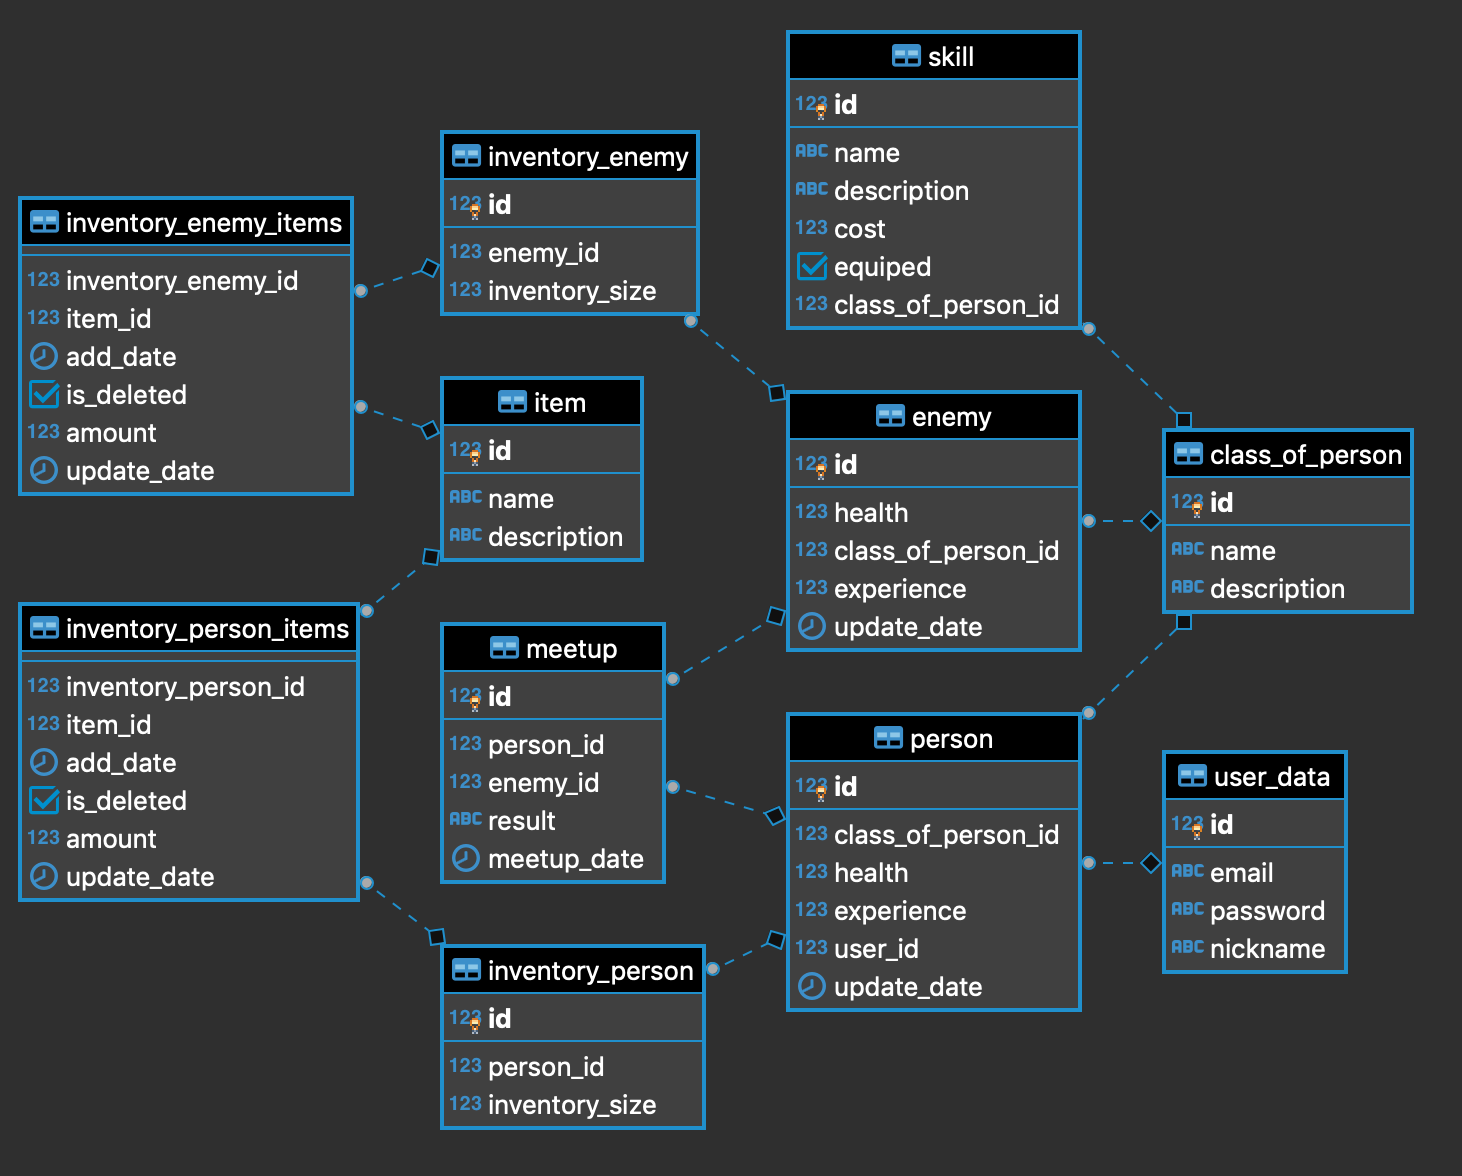 skill
123 id
ABC name
ABC description
123 cost
equiped
123 class_of_person_id
inventory_enemy
123 id
123 enemy_id
123 inventory_size
inventory_enemy_items
123 inventory_enemy_id
123 item_id
add_date
is_deleted
123 amount
update_date
item
123 id
ABC name
ABC description
enemy
123 id
123 health
123 class_of_person_id
123 experience
update_date
class_of_person
123 id
ABC name
ABC description
inventory_person_items
123 inventory_person_id
123 item_id
add_date
is_deleted
123 amount
update_date
meetup
123 id
123 person_id
123 enemy_id
ABC result
meetup_date
person
123 id
123 class_of_person_id
123 health
123 experience
123 user_id
update_date
user_data
123 id
ABC email
ABC password
ABC nickname
inventory_person
123 id
123 person_id
123 inventory_size